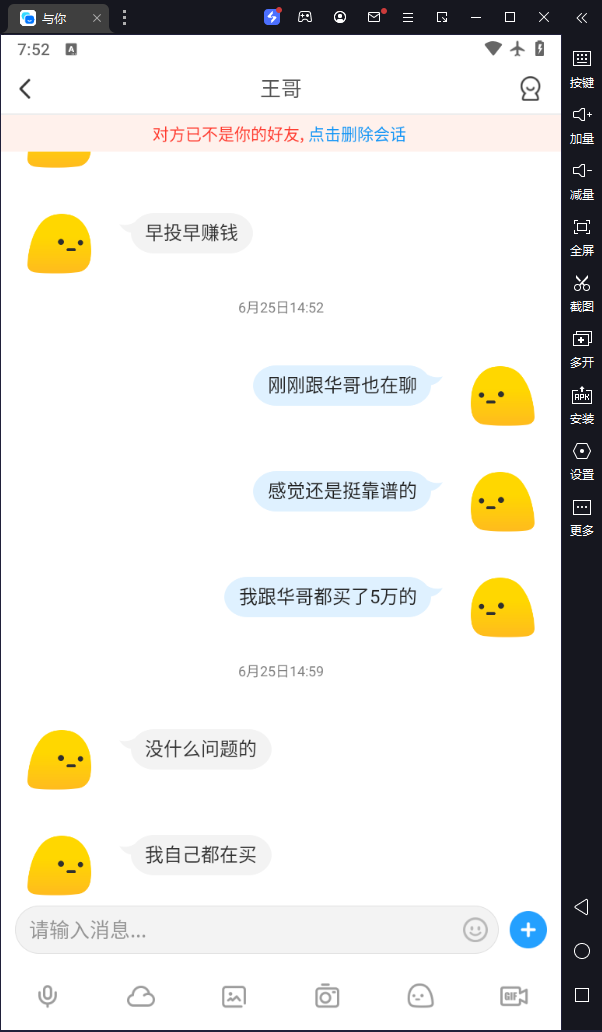 与你
7:52
A
王哥
对方已不是你的好友, 点击删除会话
早投早赚钱
6月25日14:52
刚刚跟华哥也在聊
感觉还是挺靠谱的
我跟华哥都买了5万的
6月25日14:59
没什么问题的
我自己都在买
请输入消息...
GIF
按键
加量
减量
全屏
截图
多开
APK
安装
设置
更多